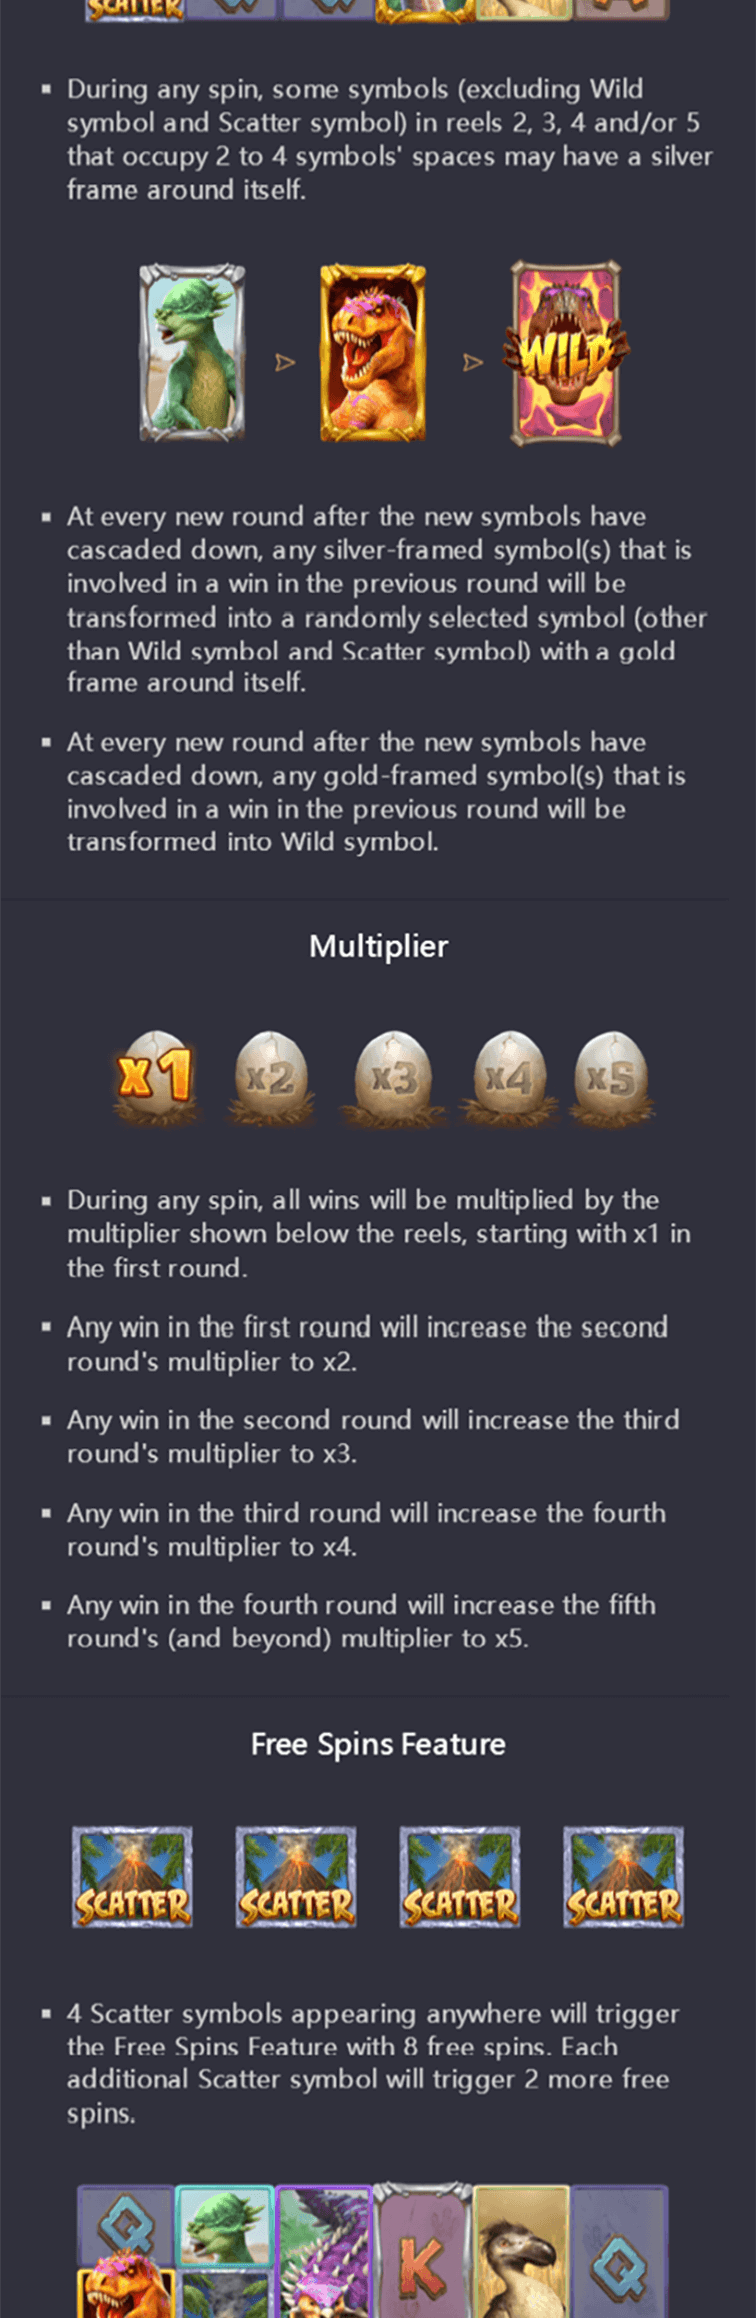 SCATTER
▪ During any spin, some symbols (excluding Wild
symbol and Scatter symbol) in reels 2, 3, 4 and/or 5
that occupy 2 to 4 symbols' spaces may have a silver
frame around itself.
WILD
▪ At every new round after the new symbols have
cascaded down, any silver-framed symbol(s) that is
involved in a win in the previous round will be
transformed into a randomly selected symbol (other
than Wild symbol and Scatter symbol) with a gold
frame around itself.
▪ At every new round after the new symbols have
cascaded down, any gold-framed symbol(s) that is
involved in a win in the previous round will be
transformed into Wild symbol.
Multiplier
x1 x2 x3 x4 x5
▪ During any spin, all wins will be multiplied by the
multiplier shown below the reels, starting with x1 in
the first round.
▪ Any win in the first round will increase the second
round's multiplier to x2.
▪ Any win in the second round will increase the third
round's multiplier to x3.
▪ Any win in the third round will increase the fourth
round's multiplier to x4.
▪ Any win in the fourth round will increase the fifth
round's (and beyond) multiplier to x5.
Free Spins Feature
SCATTER SCATTER SCATTER SCATTER
▪ 4 Scatter symbols appearing anywhere will trigger
the Free Spins Feature with 8 free spins. Each
additional Scatter symbol will trigger 2 more free
spins.
Q K Q